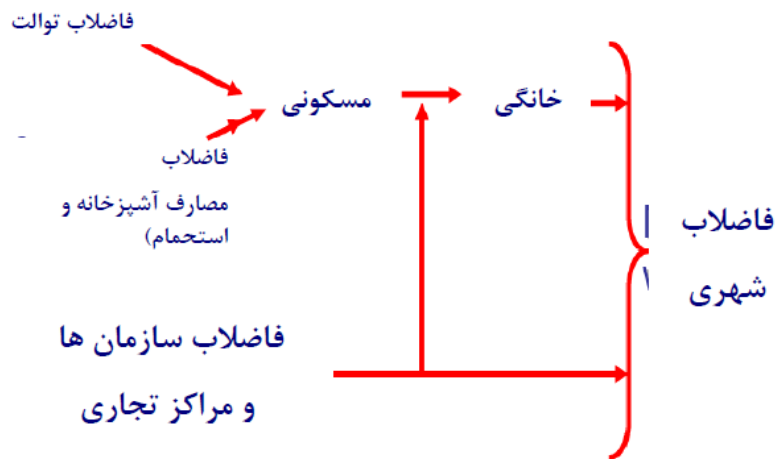 فاضلاب توالت
مسکونی
خانگی
فاضلاب
مصارف آشپزخانه و
استحمام)
فاضلاب
شهری
فاضلاب سازمان ها
و مراکز تجاری